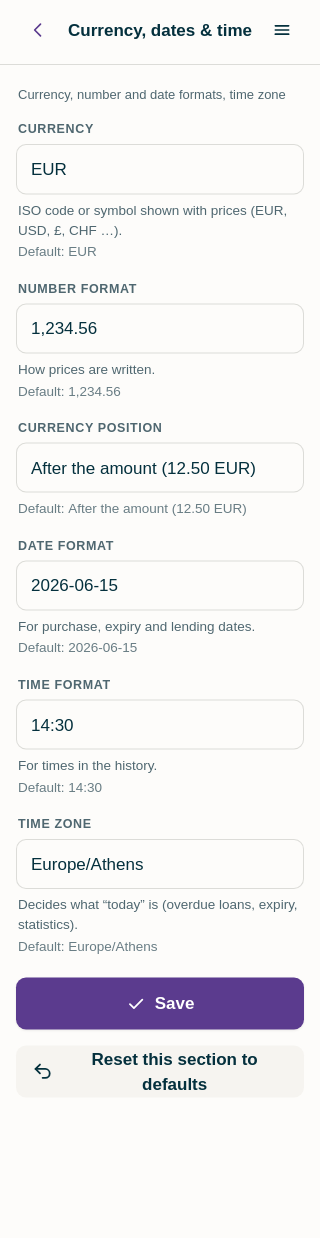 Currency, dates & time
Currency, number and date formats, time zone
CURRENCY
EUR
ISO code or symbol shown with prices (EUR,
USD, £, CHF …).
Default: EUR
NUMBER FORMAT
1,234.56
How prices are written.
Default: 1,234.56
CURRENCY POSITION
After the amount (12.50 EUR)
Default: After the amount (12.50 EUR)
DATE FORMAT
2026-06-15
For purchase, expiry and lending dates.
Default: 2026-06-15
TIME FORMAT
14:30
For times in the history.
Default: 14:30
TIME ZONE
Europe/Athens
Decides what “today” is (overdue loans, expiry,
statistics).
Default: Europe/Athens
Save
Reset this section to
defaults